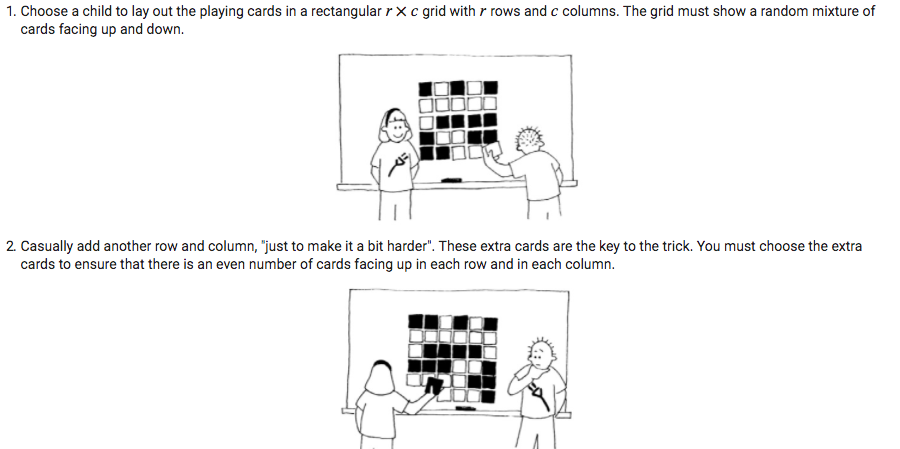 1. Choose a child to lay out the playing cards in a rectangular r × c grid with r rows and c columns. The grid must show a random mixture of
cards facing up and down.
2. Casually add another row and column, "just to make it a bit harder". These extra cards are the key to the trick. You must choose the extra
cards to ensure that there is an even number of cards facing up in each row and in each column.